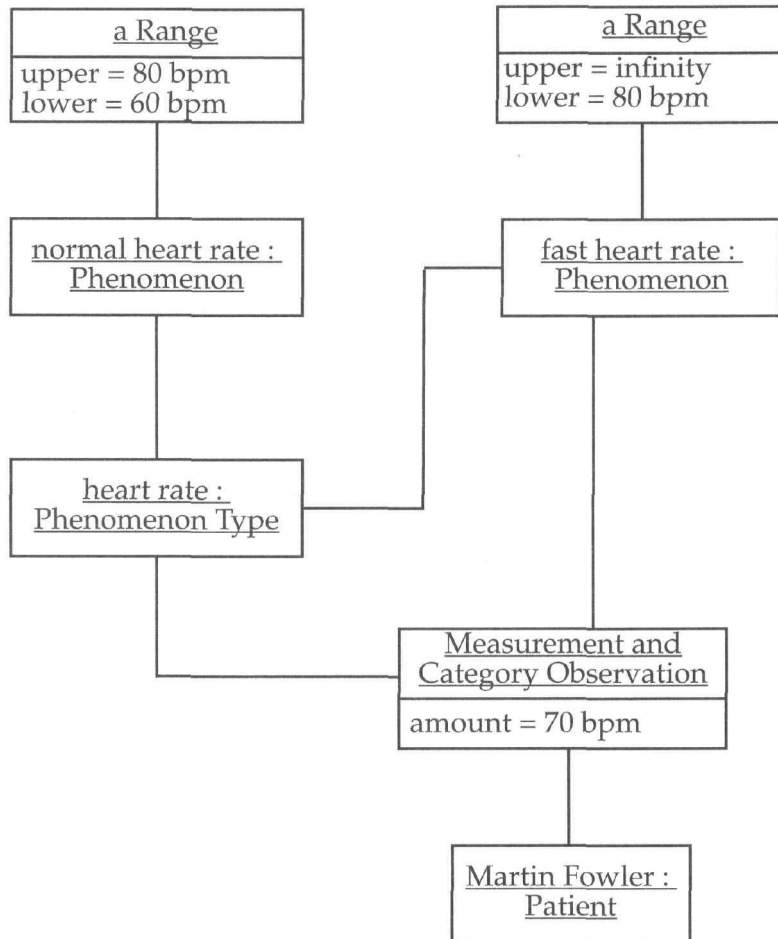 a Range
upper = 80 bpm
lower = 60 bpm
a Range
upper = infinity
lower = 80 bpm
normal heart rate :
Phenomenon
fast heart rate :
Phenomenon
heart rate :
Phenomenon Type
Measurement and
Category Observation
amount = 70 bpm
Martin Fowler :
Patient